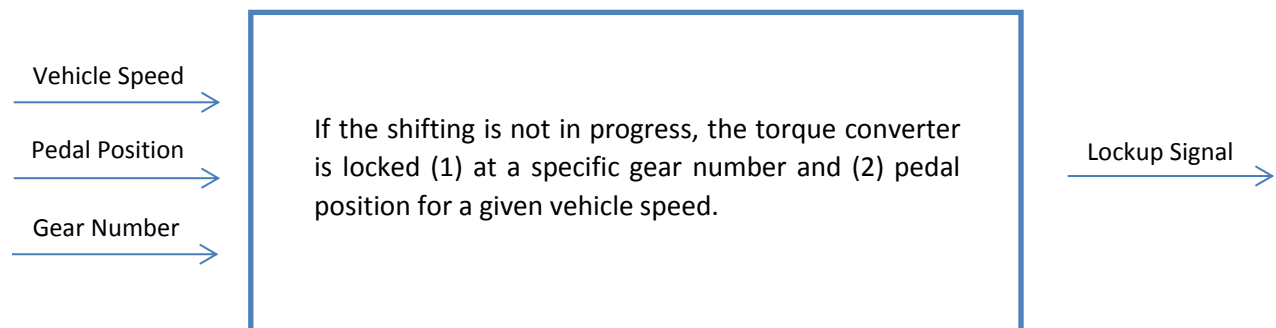 Vehicle Speed
Pedal Position
Gear Number
If the shifting is not in progress, the torque converter
is locked (1) at a specific gear number and (2) pedal
position for a given vehicle speed.
Lockup Signal